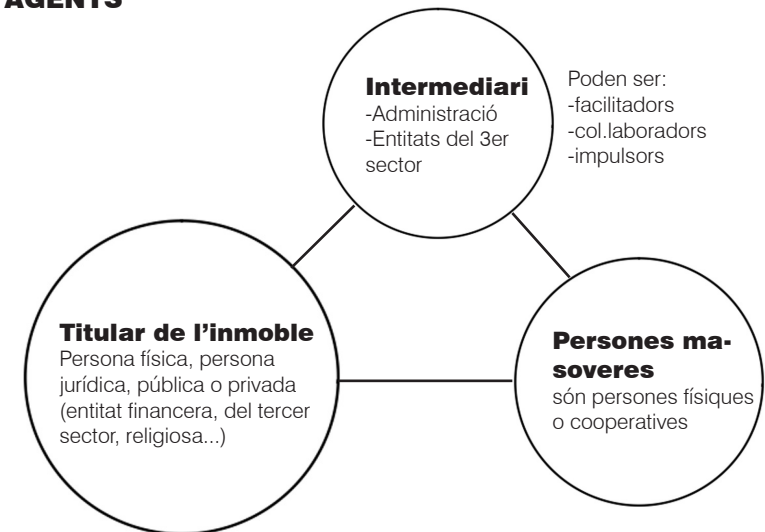 AGENTS
Intermediari
-Administració
-Entitats del 3er
sector
Poden ser:
-facilitadors
-col.laboradors
-impulsors
Titular de l’inmoble
Persona física, persona
jurídica, pública o privada
(entitat financera, del tercer
sector, religiosa...)
Persones ma-
soveres
són persones físiques
o cooperatives